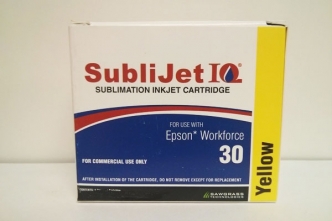 SubliJet IQ®
SUBLIMATION INKJET CARTRIDGE
FOR USE WITH
Epson* Workforce
30
FOR COMMERCIAL USE ONLY
AFTER INSTALLATION OF THE CARTRIDGE, DO NOT REMOVE EXCEPT FOR REPLACEMENT
SAWGRASS
TECHNOLOGIES
Yellow